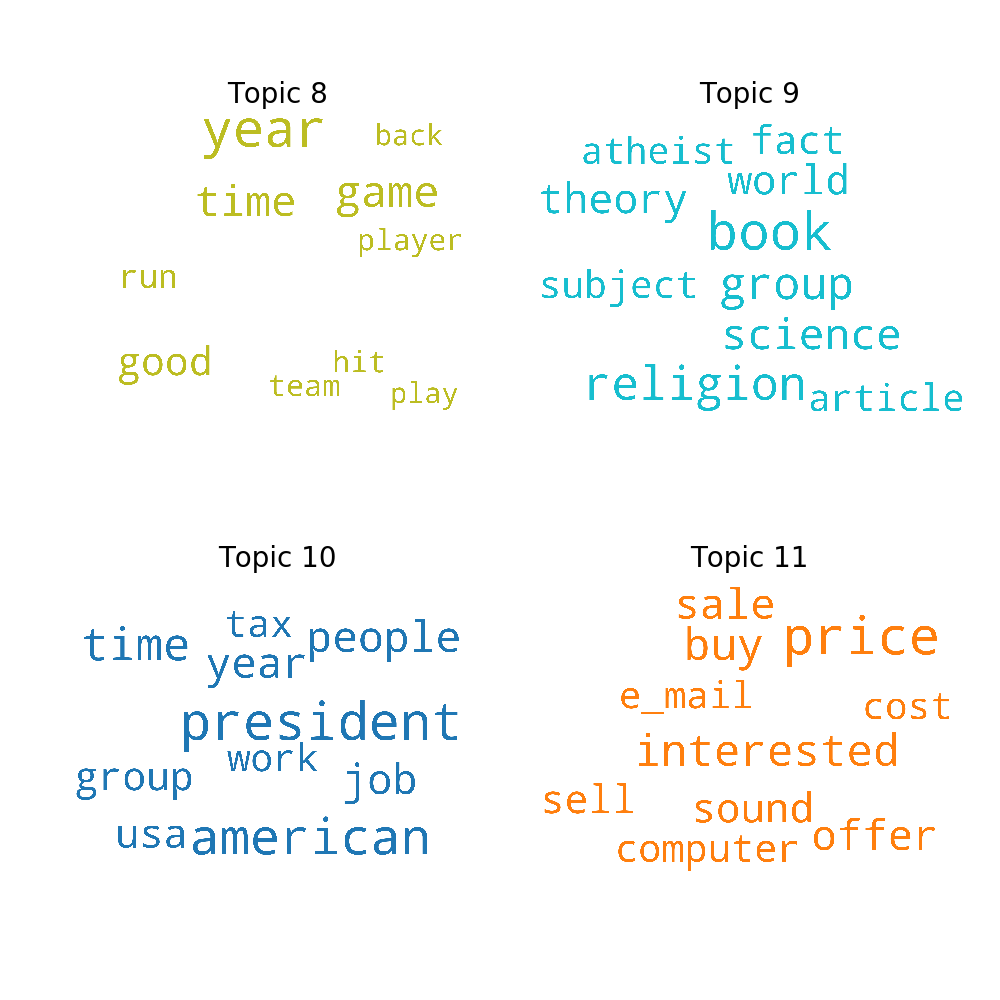 Topic 8
year
back
time
game
player
run
good
hit
team
play
Topic 9
atheist
fact
theory
world
book
subject
group
science
religion
article
Topic 10
time
tax
people
year
president
work
group
job
usa
american
Topic 11
sale
buy
price
e_mail
cost
interested
sell
sound
computer
offer